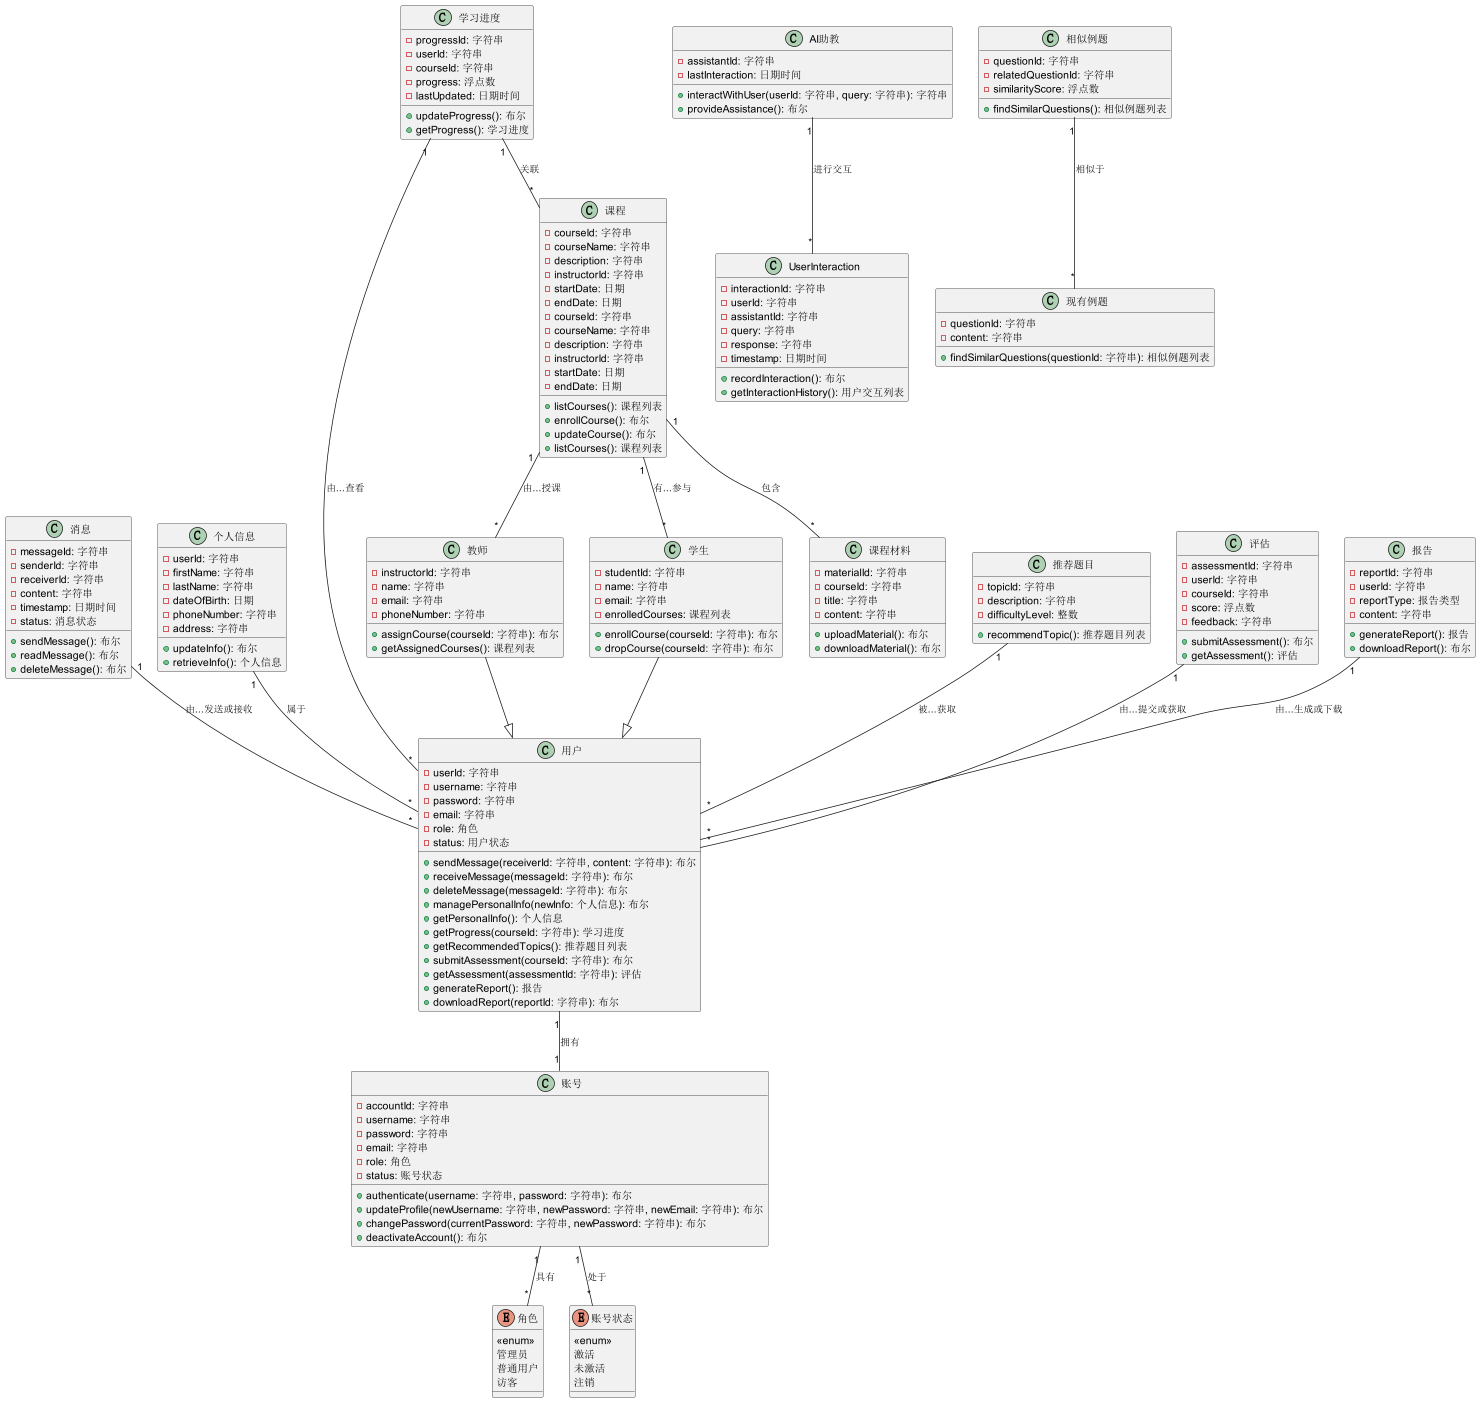 C 学习进度
progressId: 字符串
userId: 字符串
courseId: 字符串
progress: 浮点数
lastUpdated: 日期时间
updateProgress(): 布尔
getProgress(): 学习进度
C AI助教
assistantId: 字符串
lastInteraction: 日期时间
interactWithUser(userId: 字符串, query: 字符串): 字符串
provideAssistance(): 布尔
C 相似例题
questionId: 字符串
relatedQuestionId: 字符串
similarityScore: 浮点数
findSimilarQuestions(): 相似例题列表
1
1
1
1
关联
进行交互
相似于
*
*
*
C 课程
courseId: 字符串
courseName: 字符串
description: 字符串
instructorId: 字符串
startDate: 日期
endDate: 日期
courseId: 字符串
courseName: 字符串
description: 字符串
instructorId: 字符串
startDate: 日期
endDate: 日期
listCourses(): 课程列表
enrollCourse(): 布尔
updateCourse(): 布尔
listCourses(): 课程列表
C UserInteraction
interactionId: 字符串
userId: 字符串
assistantId: 字符串
query: 字符串
response: 字符串
timestamp: 日期时间
recordInteraction(): 布尔
getInteractionHistory(): 用户交互列表
C 现有例题
questionId: 字符串
content: 字符串
findSimilarQuestions(questionId: 字符串): 相似例题列表
1
1
1
由...查看
由...授课
有...参与
包含
*
*
*
C 消息
messageId: 字符串
senderId: 字符串
receiverId: 字符串
content: 字符串
timestamp: 日期时间
status: 消息状态
sendMessage(): 布尔
readMessage(): 布尔
deleteMessage(): 布尔
C 个人信息
userId: 字符串
firstName: 字符串
lastName: 字符串
dateOfBirth: 日期
phoneNumber: 字符串
address: 字符串
updateInfo(): 布尔
retrieveInfo(): 个人信息
C 教师
instructorId: 字符串
name: 字符串
email: 字符串
phoneNumber: 字符串
assignCourse(courseId: 字符串): 布尔
getAssignedCourses(): 课程列表
C 学生
studentId: 字符串
name: 字符串
email: 字符串
enrolledCourses: 课程列表
enrollCourse(courseId: 字符串): 布尔
dropCourse(courseId: 字符串): 布尔
C 课程材料
materialId: 字符串
courseId: 字符串
title: 字符串
content: 字符串
uploadMaterial(): 布尔
downloadMaterial(): 布尔
C 推荐题目
topicId: 字符串
description: 字符串
difficultyLevel: 整数
recommendTopic(): 推荐题目列表
C 评估
assessmentId: 字符串
userId: 字符串
courseId: 字符串
score: 浮点数
feedback: 字符串
submitAssessment(): 布尔
getAssessment(): 评估
C 报告
reportId: 字符串
userId: 字符串
reportType: 报告类型
content: 字符串
generateReport(): 报告
downloadReport(): 布尔
1
1
1
1
1
由...发送或接收
属于
被...获取
由...提交或获取
由...生成或下载
*
*
*
*
*
*
C 用户
userId: 字符串
username: 字符串
password: 字符串
email: 字符串
role: 角色
status: 用户状态
sendMessage(receiverId: 字符串, content: 字符串): 布尔
receiveMessage(messageId: 字符串): 布尔
deleteMessage(messageId: 字符串): 布尔
managePersonalInfo(newInfo: 个人信息): 布尔
getPersonalInfo(): 个人信息
getProgress(courseId: 字符串): 学习进度
getRecommendedTopics(): 推荐题目列表
submitAssessment(courseId: 字符串): 布尔
getAssessment(assessmentId: 字符串): 评估
generateReport(): 报告
downloadReport(reportId: 字符串): 布尔
1
拥有
1
C 账号
accountId: 字符串
username: 字符串
password: 字符串
email: 字符串
role: 角色
status: 账号状态
authenticate(username: 字符串, password: 字符串): 布尔
updateProfile(newUsername: 字符串, newPassword: 字符串, newEmail: 字符串): 布尔
changePassword(currentPassword: 字符串, newPassword: 字符串): 布尔
deactivateAccount(): 布尔
1
1
具有
处于
*
*
E 角色
«enum»
管理员
普通用户
访客
E 账号状态
«enum»
激活
未激活
注销